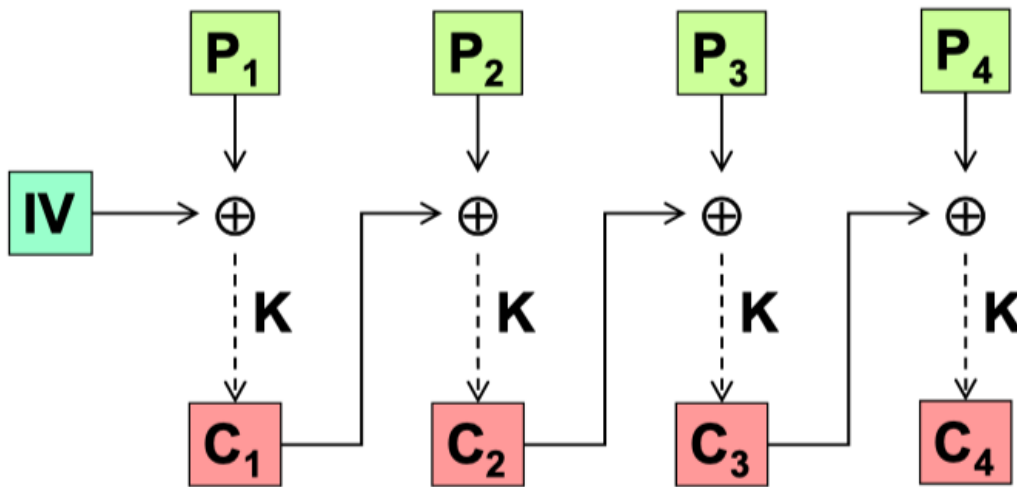 P₁ P₂ P₃ P₄
IV
K K K K
C₁ C₂ C₃ C₄